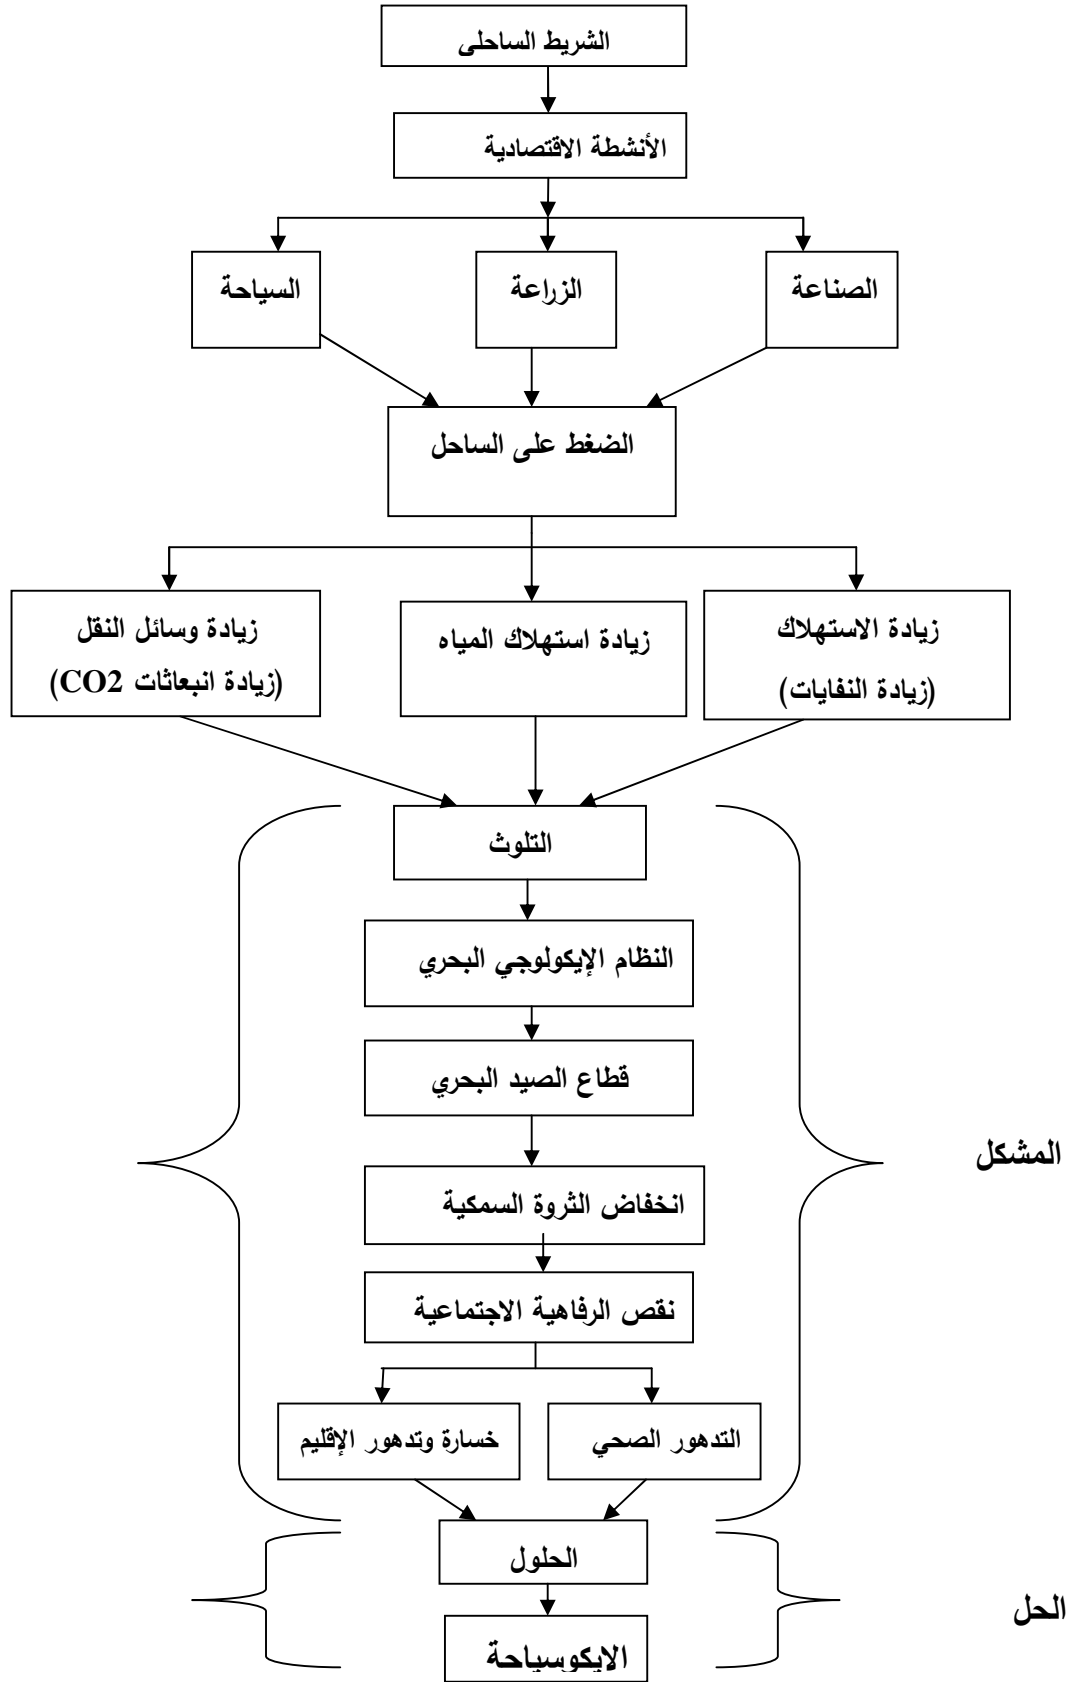 الشريط الساحلى
الأنشطة الاقتصادية
الصناعة
الزراعة
السياحة
الضغط على الساحل
زيادة الاستهلاك
(زيادة النفايات)
زيادة استهلاك المياه
زيادة وسائل النقل
(زيادة انبعاثات CO2)
التلوث
النظام الإيكولوجي البحري
قطاع الصيد البحري
المشكل
انخفاض الثروة السمكية
نقص الرفاهية الاجتماعية
التدهور الصحي
خسارة وتدهور الإقليم
الحلول
الحل
الايكوسياحة